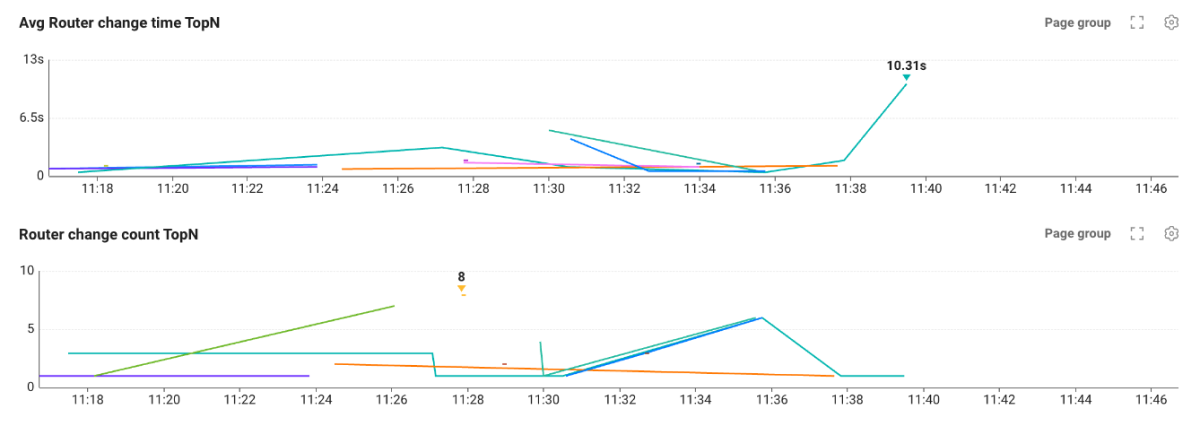 Avg Router change time TopN
Page group
13s
10.31s
6.5s
0
11:18 11:20 11:22 11:24 11:26 11:28 11:30 11:32 11:34 11:36 11:38 11:40 11:42 11:44 11:46
Router change count TopN
Page group
10
8
5
0
11:18 11:20 11:22 11:24 11:26 11:28 11:30 11:32 11:34 11:36 11:38 11:40 11:42 11:44 11:46